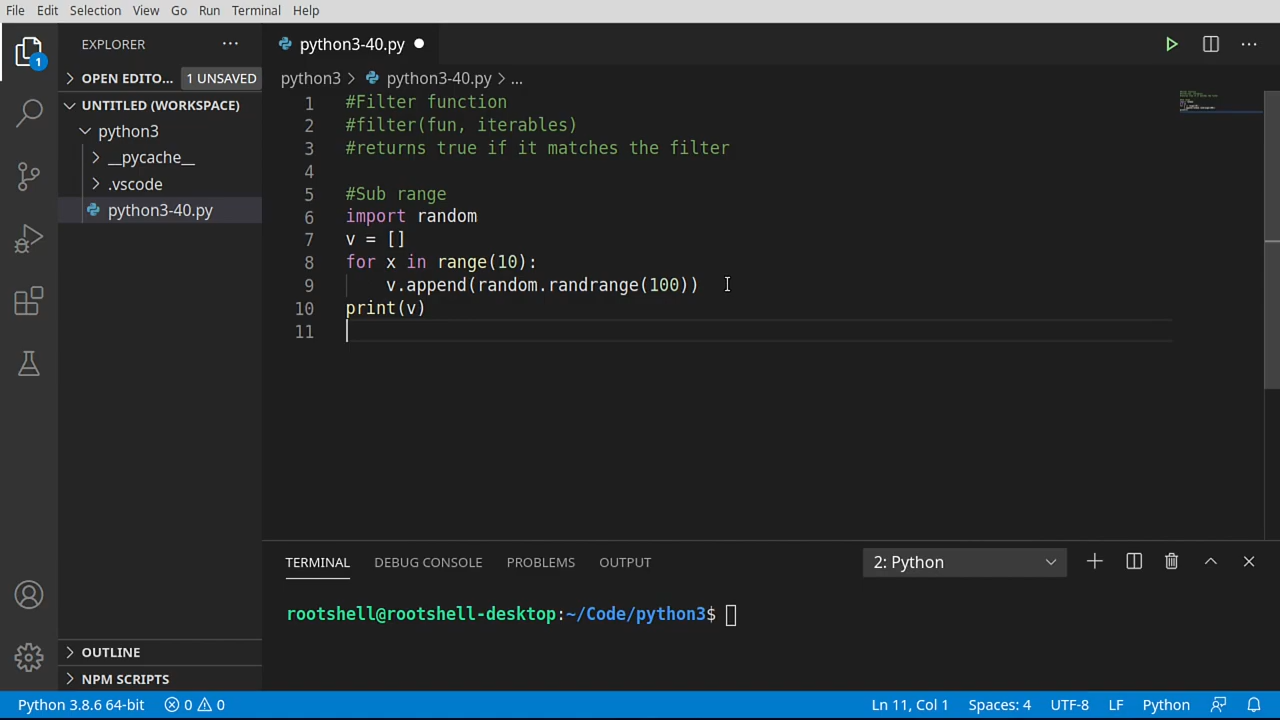 File Edit Selection View Go Run Terminal Help
EXPLORER
python3-40.py
OPEN EDITO... 1 UNSAVED
python3 > python3-40.py > ...
UNTITLED (WORKSPACE)
python3
__pycache__
.vscode
python3-40.py
1 #Filter function
2 #filter(fun, iterables)
3 #returns true if it matches the filter
4
5 #Sub range
6 import random
7 v = []
8 for x in range(10):
9 v.append(random.randrange(100))
10 print(v)
11
1
TERMINAL DEBUG CONSOLE PROBLEMS OUTPUT 2: Python
rootshell@rootshell-desktop:~/Code/python3$
OUTLINE
NPM SCRIPTS
Python 3.8.6 64-bit 0 0 Ln 11, Col 1 Spaces: 4 UTF-8 LF Python